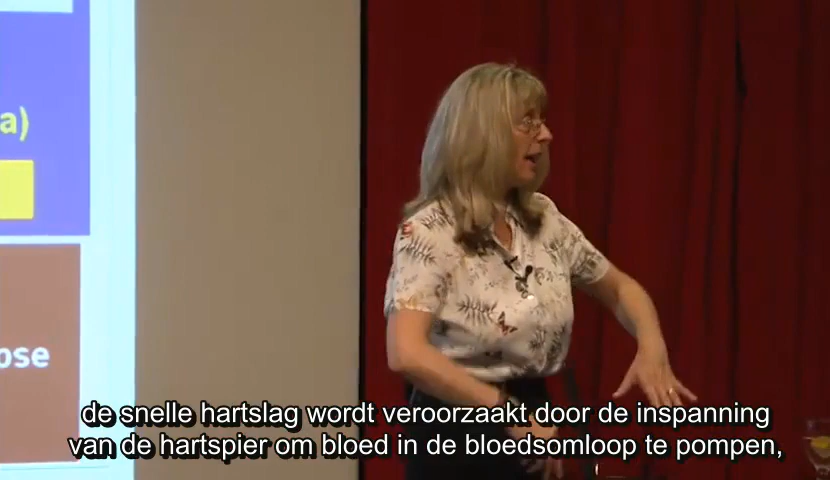 a)
ose
de snelle hartslag wordt veroorzaakt door de inspanning
van de hartspier om bloed in de bloedsomloop te pompen,